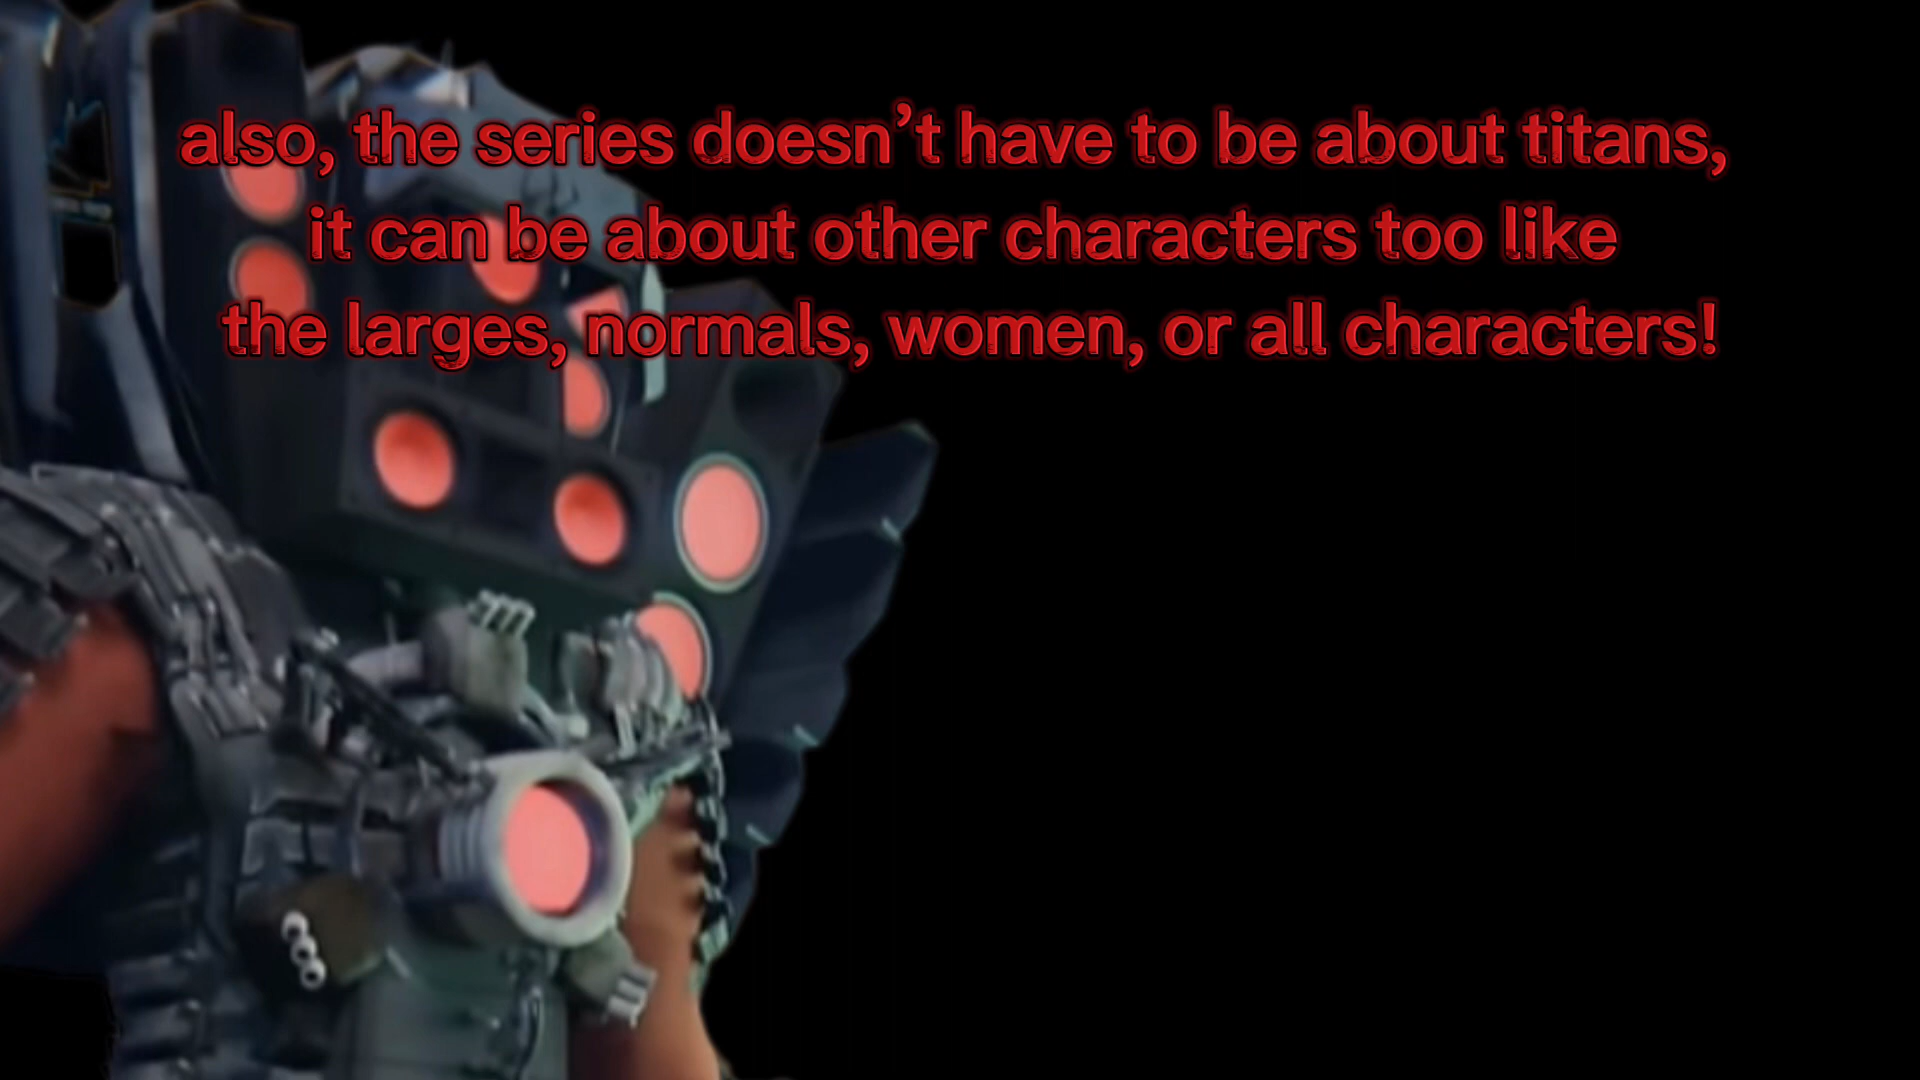 also, the series doesn’t have to be about titans,
it can be about other characters too like
the larges, normals, women, or all characters!